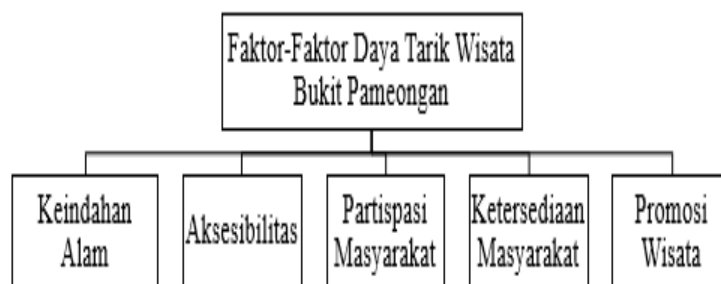 Faktor-Faktor Daya Tarik Wisata
Bukit Pameongan
Keindahan
Alam
Aksesibilitas
Partispasi
Masyarakat
Ketersediaan
Masyarakat
Promosi
Wisata